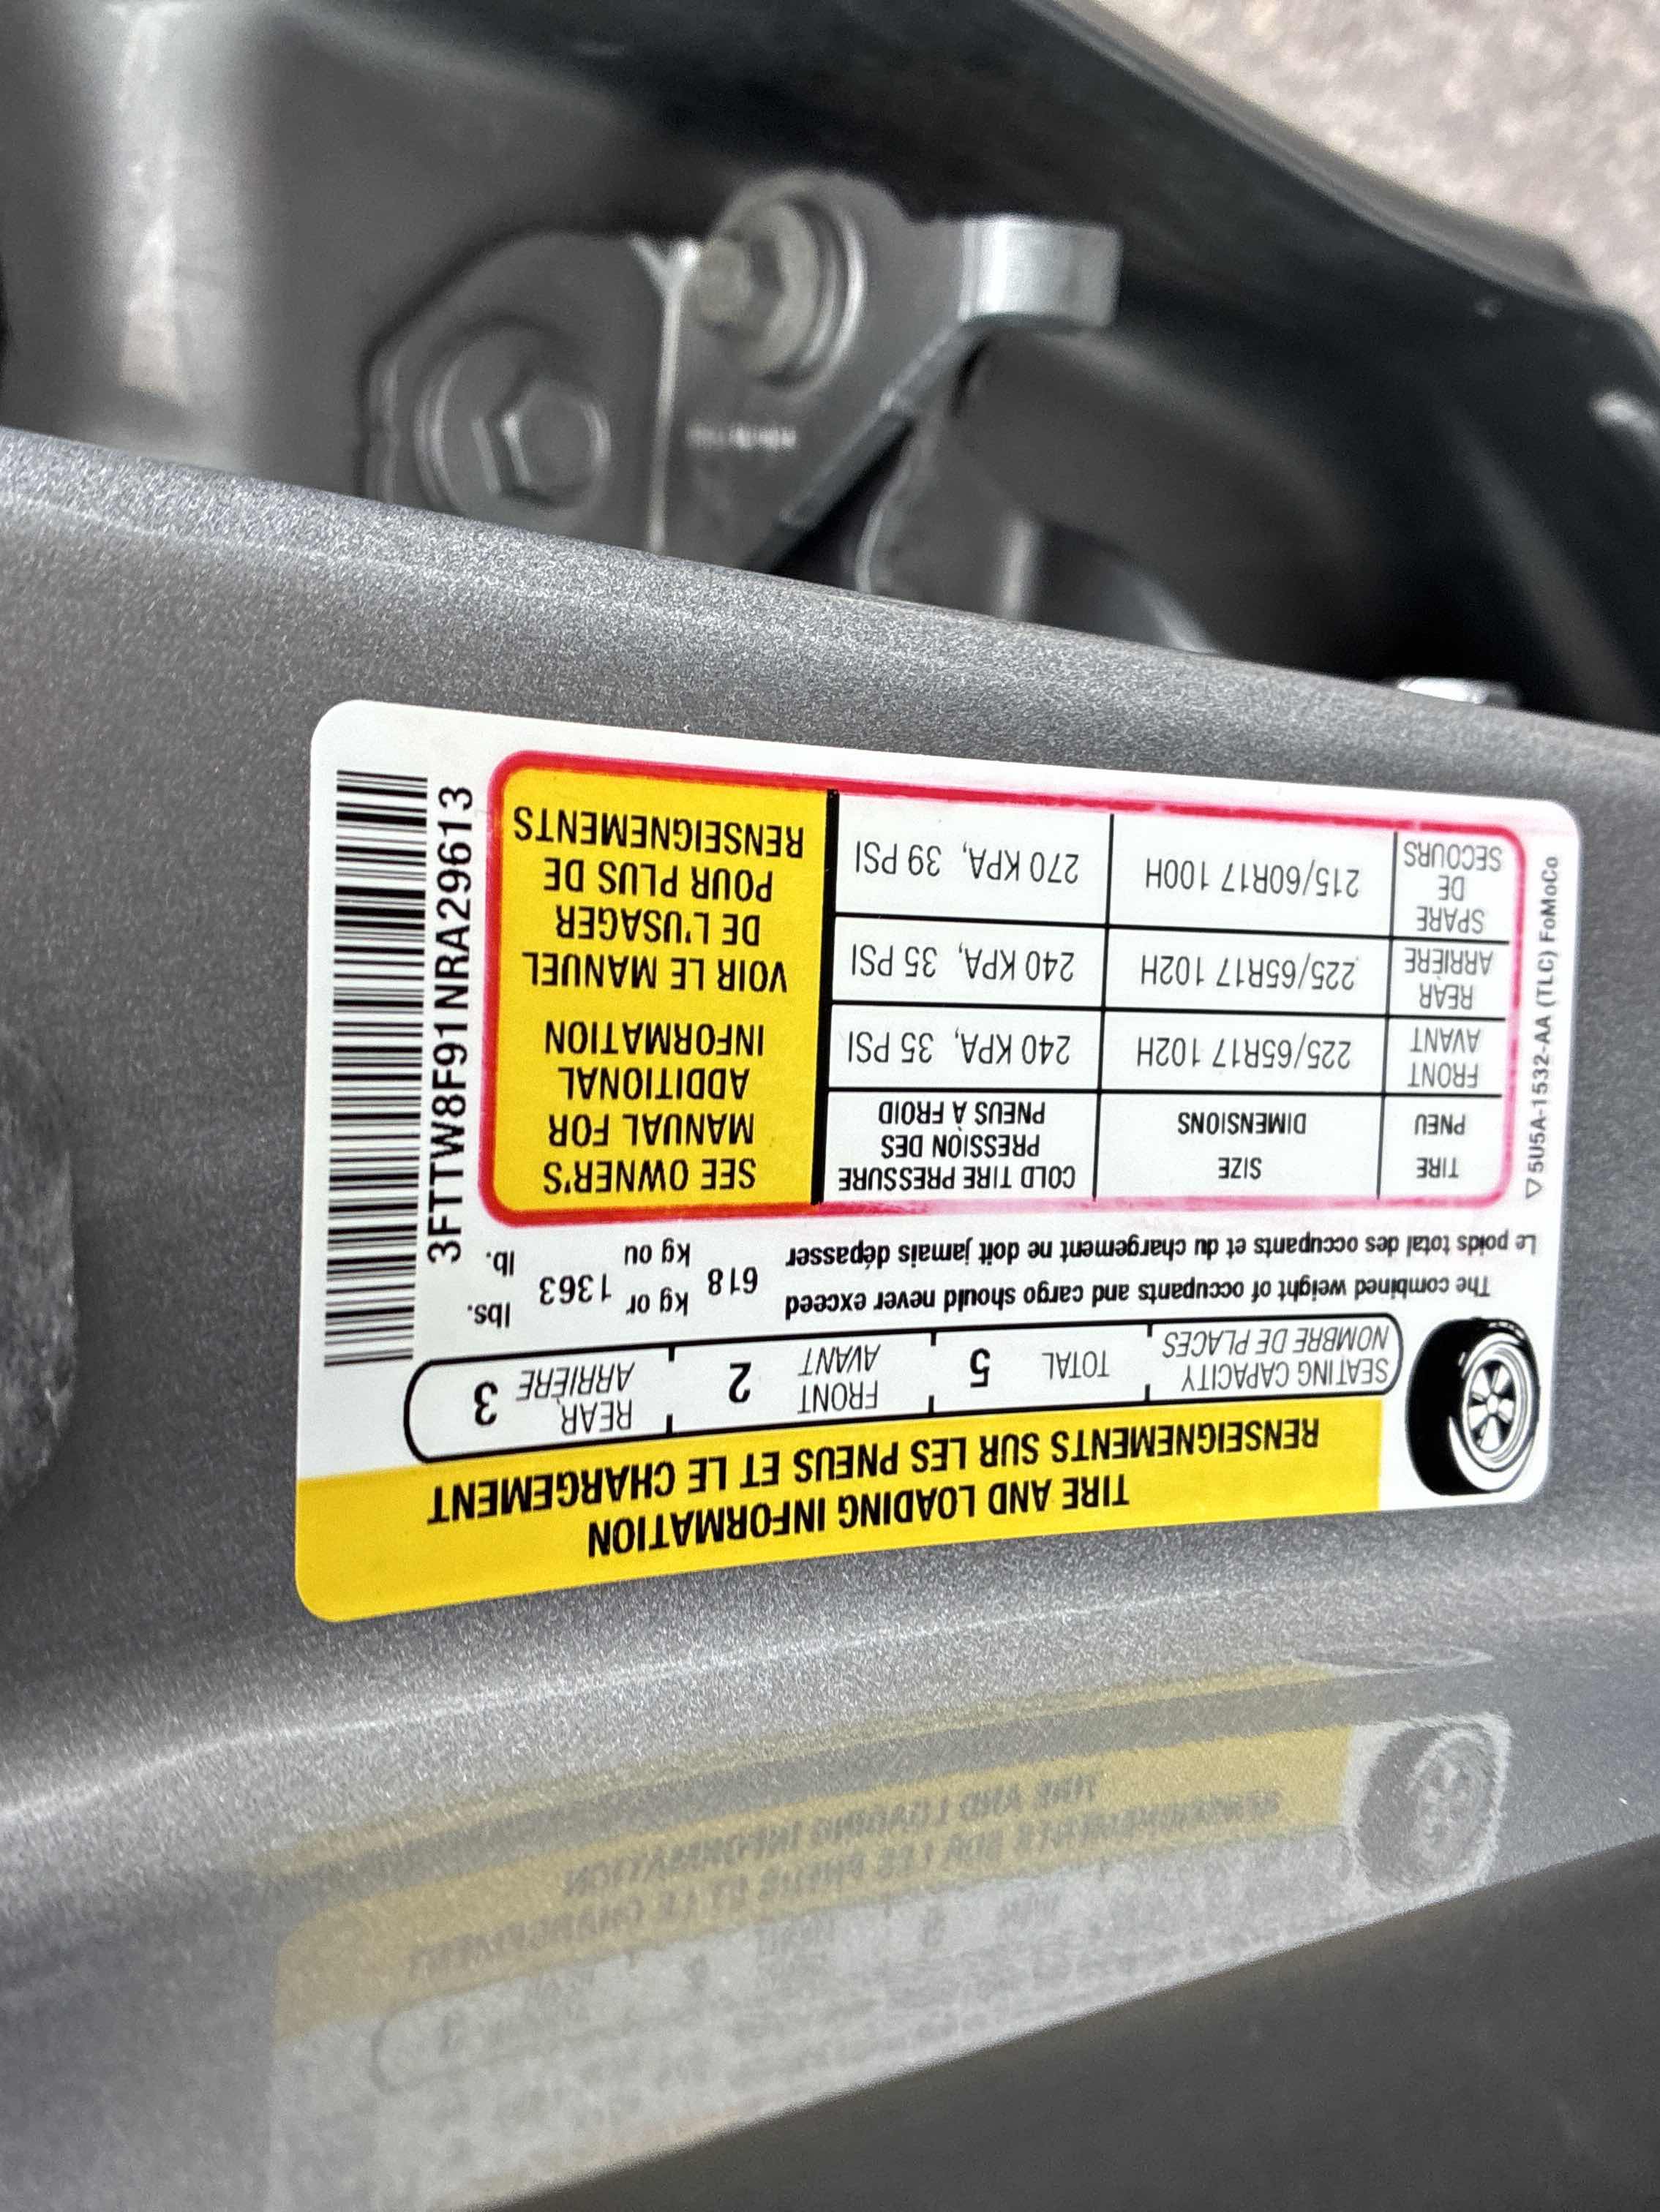 TIRE AND LOADING INFORMATION
RENSEIGNEMENTS SUR LES PNEUS ET LE CHARGEMENT
SEATING CAPACITY TOTAL 5 FRONT 2 REAR 3
NOMBRE DE PLACES AVANT ARRIÈRE
The combined weight of occupants and cargo should never exceed 618 kg or 1363 lbs.
Le poids total des occupants et du chargement ne doit jamais dépasser kg ou lb.
TIRE SIZE COLD TIRE PRESSURE
PNEU DIMENSIONS PRESSION DES
PNEUS À FROID
FRONT
AVANT 225/65R17 102H 240 KPA, 35 PSI
REAR
ARRIÈRE 225/65R17 102H 240 KPA, 35 PSI
SPARE
DE
SECOURS 215/60R17 100H 270 KPA, 39 PSI
SEE OWNER'S
MANUAL FOR
ADDITIONAL
INFORMATION
VOIR LE MANUEL
DE L'USAGER
POUR PLUS DE
RENSEIGNEMENTS
3FTTW8F91NRA29613
▽5U5A-1532-AA (TLC) FoMoCo